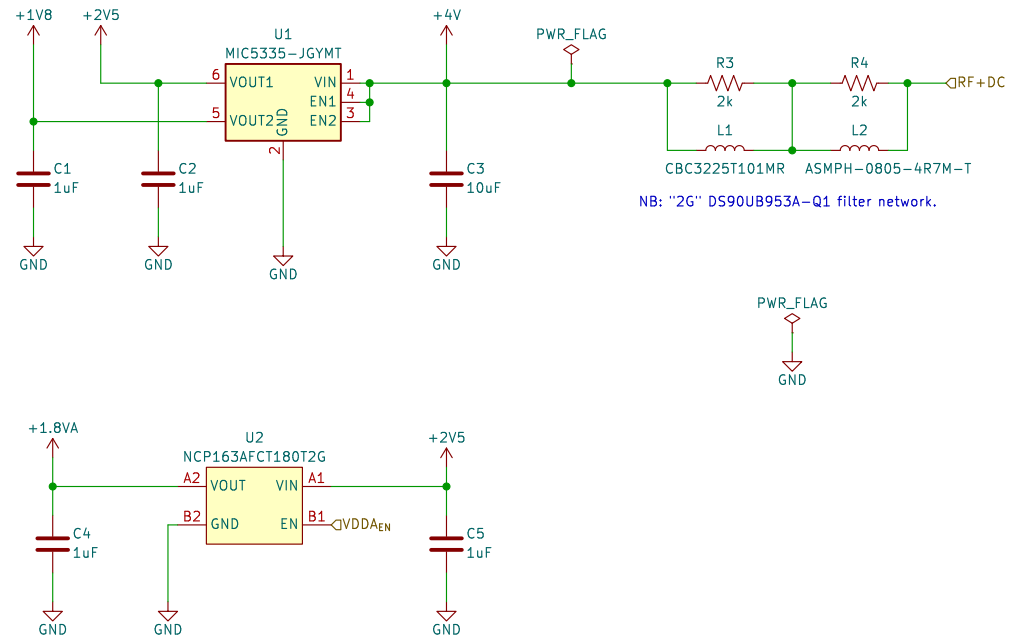 +1V8
+2V5
+4V
U1
MIC5335-JGYMT
6
VOUT1
VIN
1
EN1
4
5
VOUT2
EN2
3
GND
2
C1
1uF
C2
1uF
C3
10uF
GND
GND
GND
GND
PWR_FLAG
R3
2k
R4
2k
RF+DC
L1
L2
CBC3225T101MR
ASMPH-0805-4R7M-T
NB: "2G" DS90UB953A-Q1 filter network.
PWR_FLAG
GND
+1.8VA
U2
NCP163AFCT180T2G
+2V5
A2
VOUT
VIN
A1
B2
GND
EN
B1
VDDAEN
C4
1uF
C5
1uF
GND
GND
GND